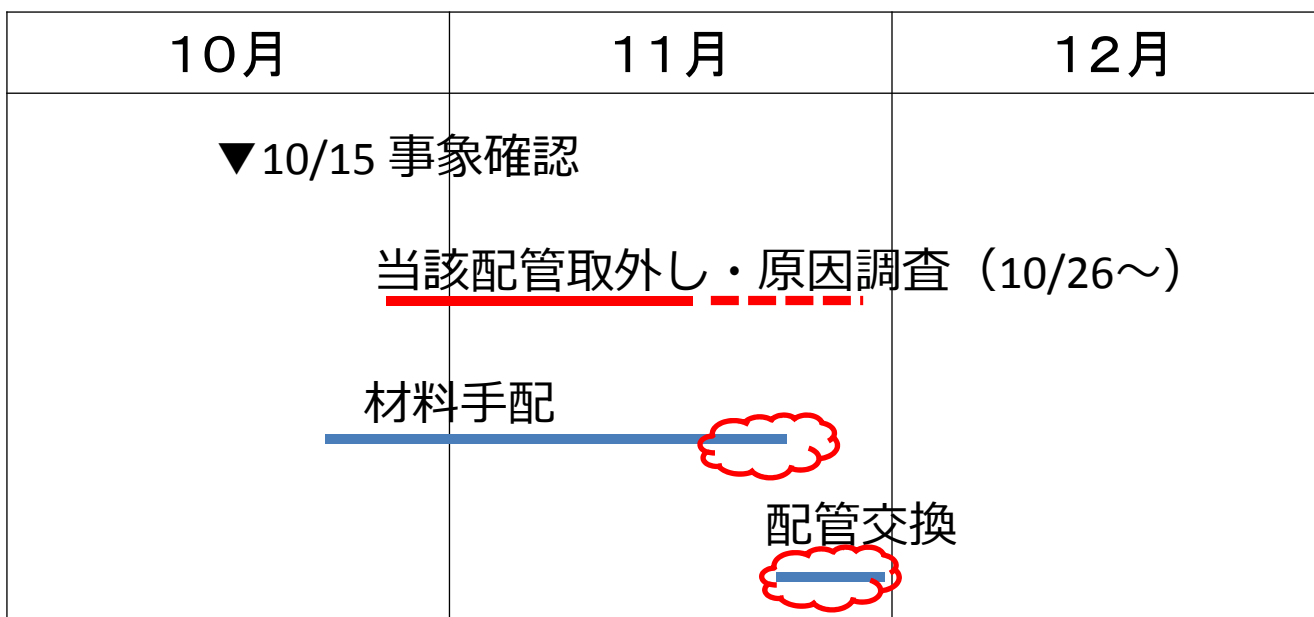 10月 11月 12月
▼10/15 事象確認
当該配管取外し・原因調査（10/26～）
材料手配
配管交換